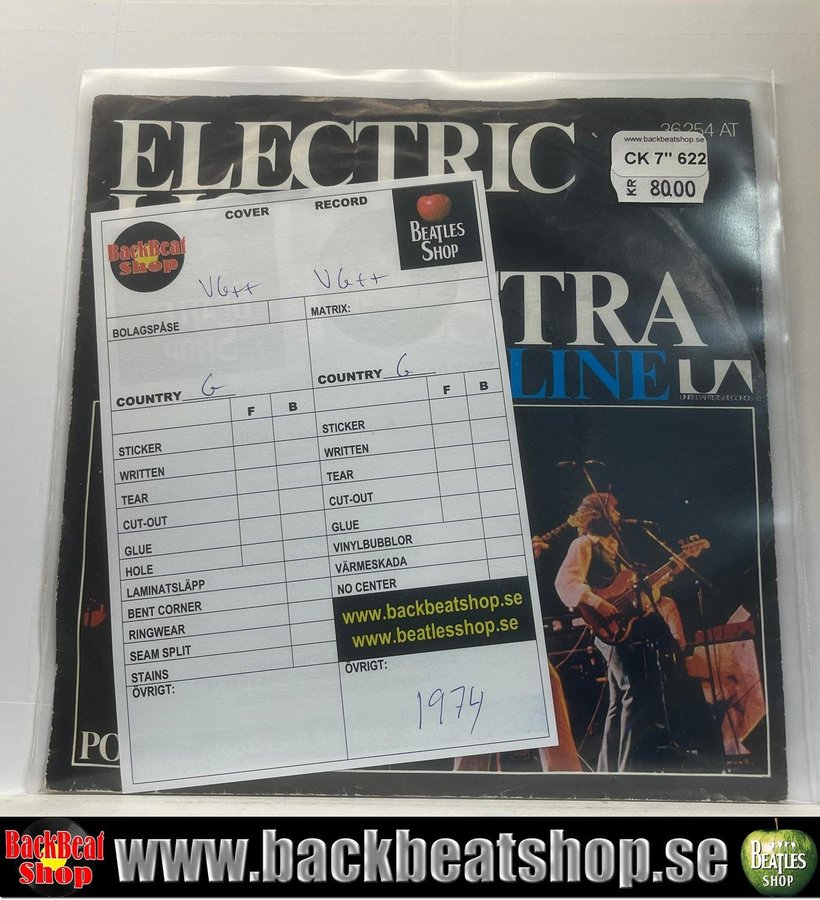 ELECTRIC
26254 AT
www.backbeatshop.se
CK 7" 622
KR 80.00
TRA
LINE
UNITED ARTISTS RECORDS
PO
COVER
RECORD
BackBeat
Shop
BEATLES
SHOP
VG++
VG++
BOLAGSPÅSE
MATRIX:
COUNTRY G
COUNTRY G
F B
F B
STICKER
WRITTEN
TEAR
CUT-OUT
GLUE
HOLE
LAMINATSLÄPP
BENT CORNER
RINGWEAR
SEAM SPLIT
STAINS
ÖVRIGT:
STICKER
WRITTEN
TEAR
CUT-OUT
GLUE
VINYLBUBBLOR
VÄRMESKADA
NO CENTER
www.backbeatshop.se
www.beatlesshop.se
ÖVRIGT:
1974
BackBeat
Shop
www.backbeatshop.se
BEATLES
SHOP